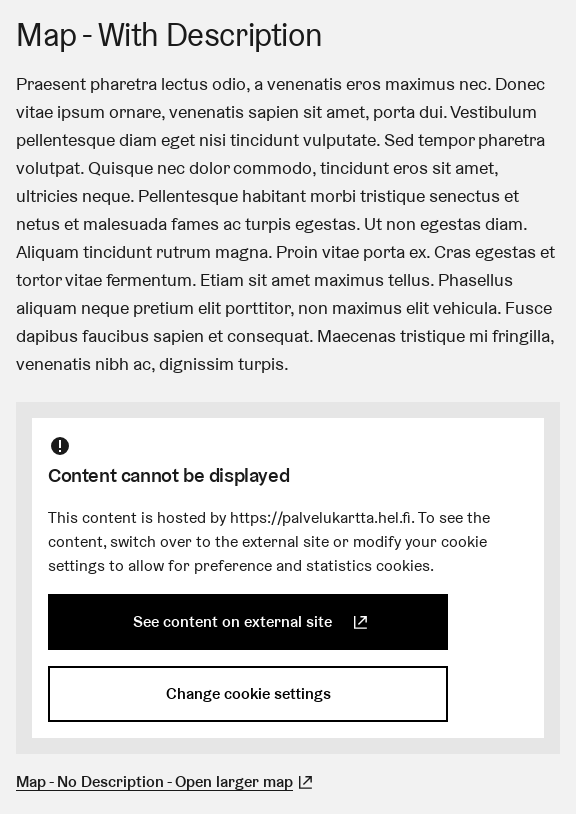 Map - With Description
Praesent pharetra lectus odio, a venenatis eros maximus nec. Donec
vitae ipsum ornare, venenatis sapien sit amet, porta dui. Vestibulum
pellentesque diam eget nisi tincidunt vulputate. Sed tempor pharetra
volutpat. Quisque nec dolor commodo, tincidunt eros sit amet,
ultricies neque. Pellentesque habitant morbi tristique senectus et
netus et malesuada fames ac turpis egestas. Ut non egestas diam.
Aliquam tincidunt rutrum magna. Proin vitae porta ex. Cras egestas et
tortor vitae fermentum. Etiam sit amet maximus tellus. Phasellus
aliquam neque pretium elit porttitor, non maximus elit vehicula. Fusce
dapibus faucibus sapien et consequat. Maecenas tristique mi fringilla,
venenatis nibh ac, dignissim turpis.
Content cannot be displayed
This content is hosted by https://palvelukartta.hel.fi. To see the
content, switch over to the external site or modify your cookie
settings to allow for preference and statistics cookies.
See content on external site
Change cookie settings
Map - No Description - Open larger map